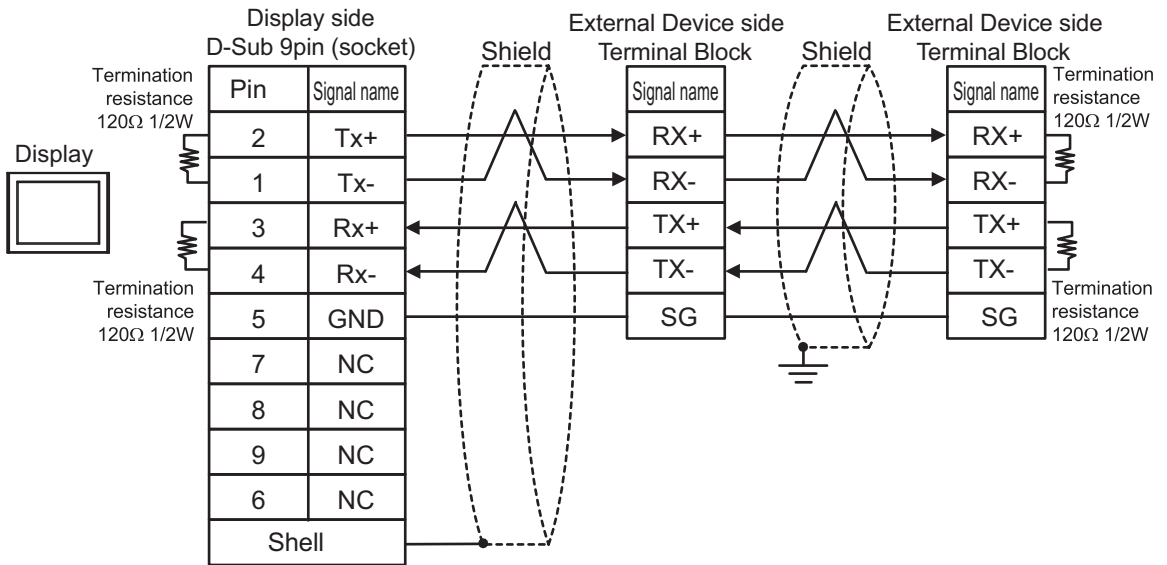 Display side
D-Sub 9pin (socket)
External Device side
Terminal Block
External Device side
Terminal Block
Shield
Shield
Termination
resistance
120Ω 1/2W
Termination
resistance
120Ω 1/2W
Display
Pin Signal name
2 Tx+
1 Tx-
3 Rx+
4 Rx-
5 GND
7 NC
8 NC
9 NC
6 NC
Shell
Termination
resistance
120Ω 1/2W
Signal name
RX+
RX-
TX+
TX-
SG
Signal name
RX+
RX-
TX+
TX-
SG
Termination
resistance
120Ω 1/2W